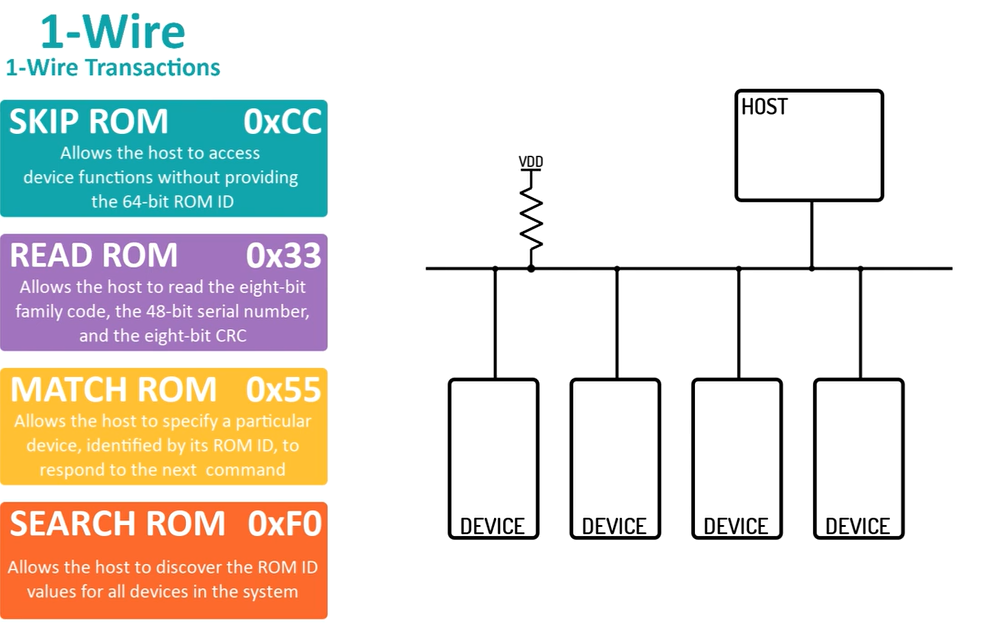 1-Wire
1-Wire Transactions
SKIP ROM 0xCC
Allows the host to access
device functions without providing
the 64-bit ROM ID
READ ROM 0x33
Allows the host to read the eight-bit
family code, the 48-bit serial number,
and the eight-bit CRC
MATCH ROM 0x55
Allows the host to specify a particular
device, identified by its ROM ID, to
respond to the next command
SEARCH ROM 0xF0
Allows the host to discover the ROM ID
values for all devices in the system
HOST
VDD
DEVICE
DEVICE
DEVICE
DEVICE